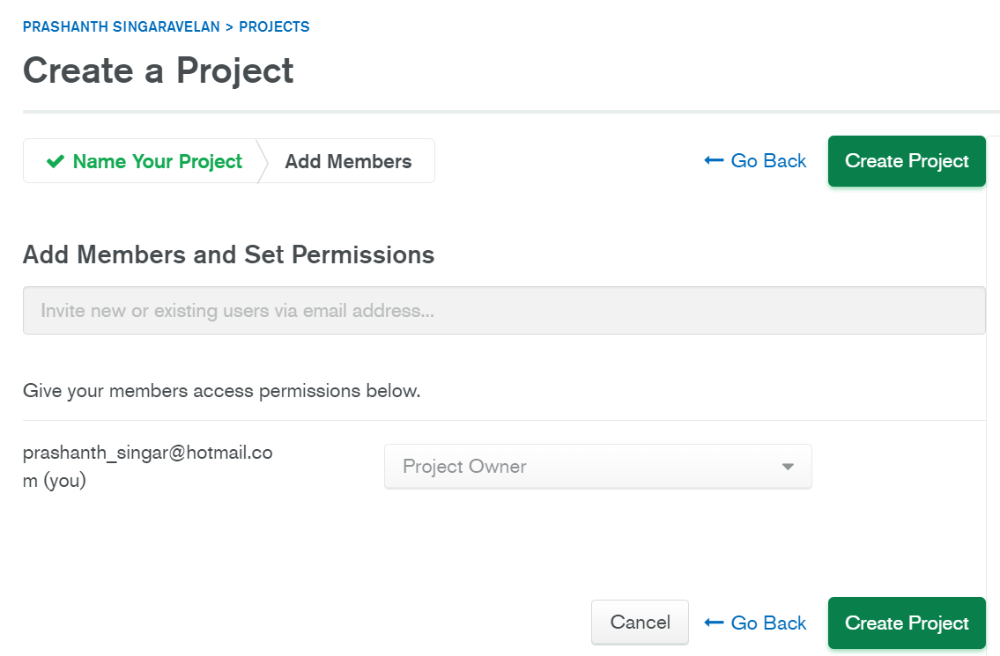 PRASHANTH SINGARAVELAN > PROJECTS
Create a Project
Name Your Project
Add Members
Go Back
Create Project
Add Members and Set Permissions
Invite new or existing users via email address...
Give your members access permissions below.
prashanth_singar@hotmail.co
m (you)
Project Owner
Cancel
Go Back
Create Project